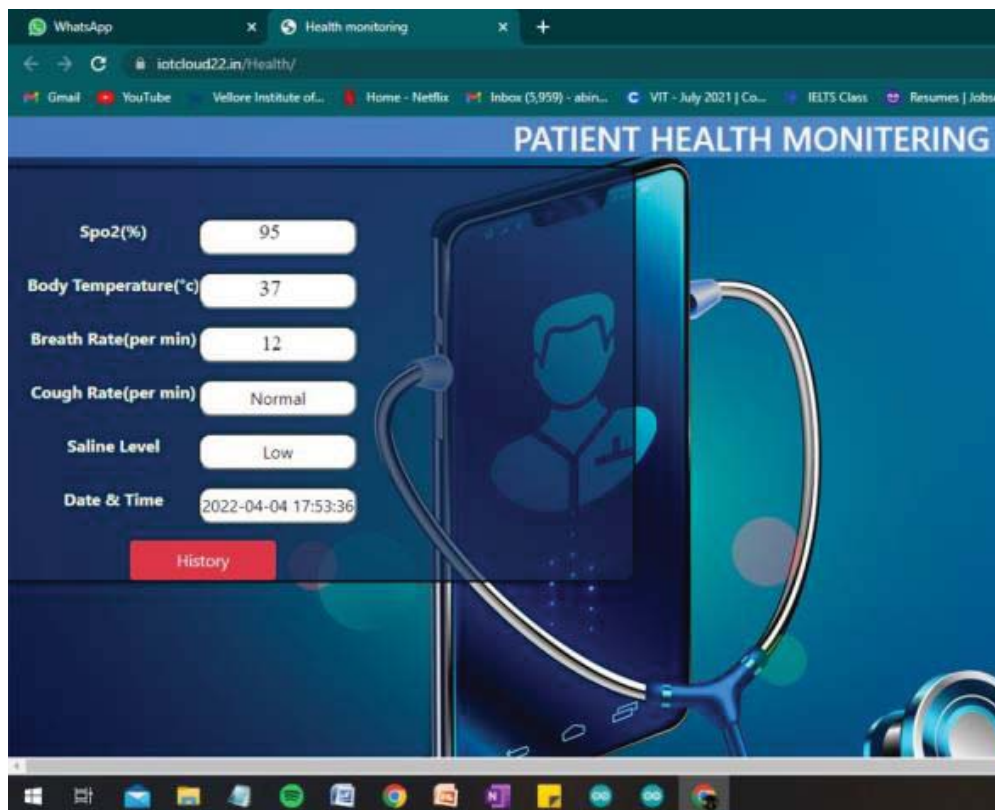 WhatsApp
Health monitoring
iotcloud22.in/Health/
Gmail YouTube Vellore Institute of... Home - Netflix Inbox (5,959) - abin... VIT - July 2021 | Co... IELTS Class Resumes | Jobs
PATIENT HEALTH MONITERING
Spo2(%) 95
Body Temperature(°c) 37
Breath Rate(per min) 12
Cough Rate(per min) Normal
Saline Level Low
Date & Time 2022-04-04 17:53:36
History